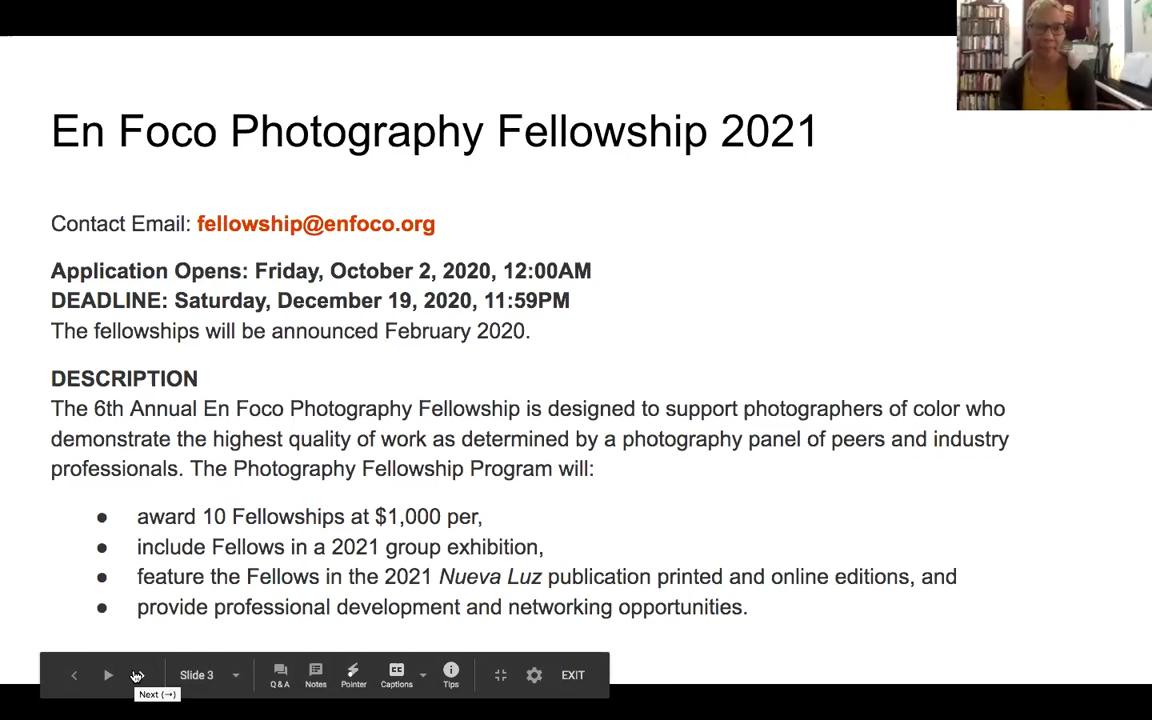 En Foco Photography Fellowship 2021
Contact Email: fellowship@enfoco.org
Application Opens: Friday, October 2, 2020, 12:00AM
DEADLINE: Saturday, December 19, 2020, 11:59PM
The fellowships will be announced February 2020.
DESCRIPTION
The 6th Annual En Foco Photography Fellowship is designed to support photographers of color who
demonstrate the highest quality of work as determined by a photography panel of peers and industry
professionals. The Photography Fellowship Program will:
● award 10 Fellowships at $1,000 per,
● include Fellows in a 2021 group exhibition,
● feature the Fellows in the 2021 Nueva Luz publication printed and online editions, and
● provide professional development and networking opportunities.
Slide 3 Q&A Notes Pointer CC Captions Tips EXIT
Next (→)